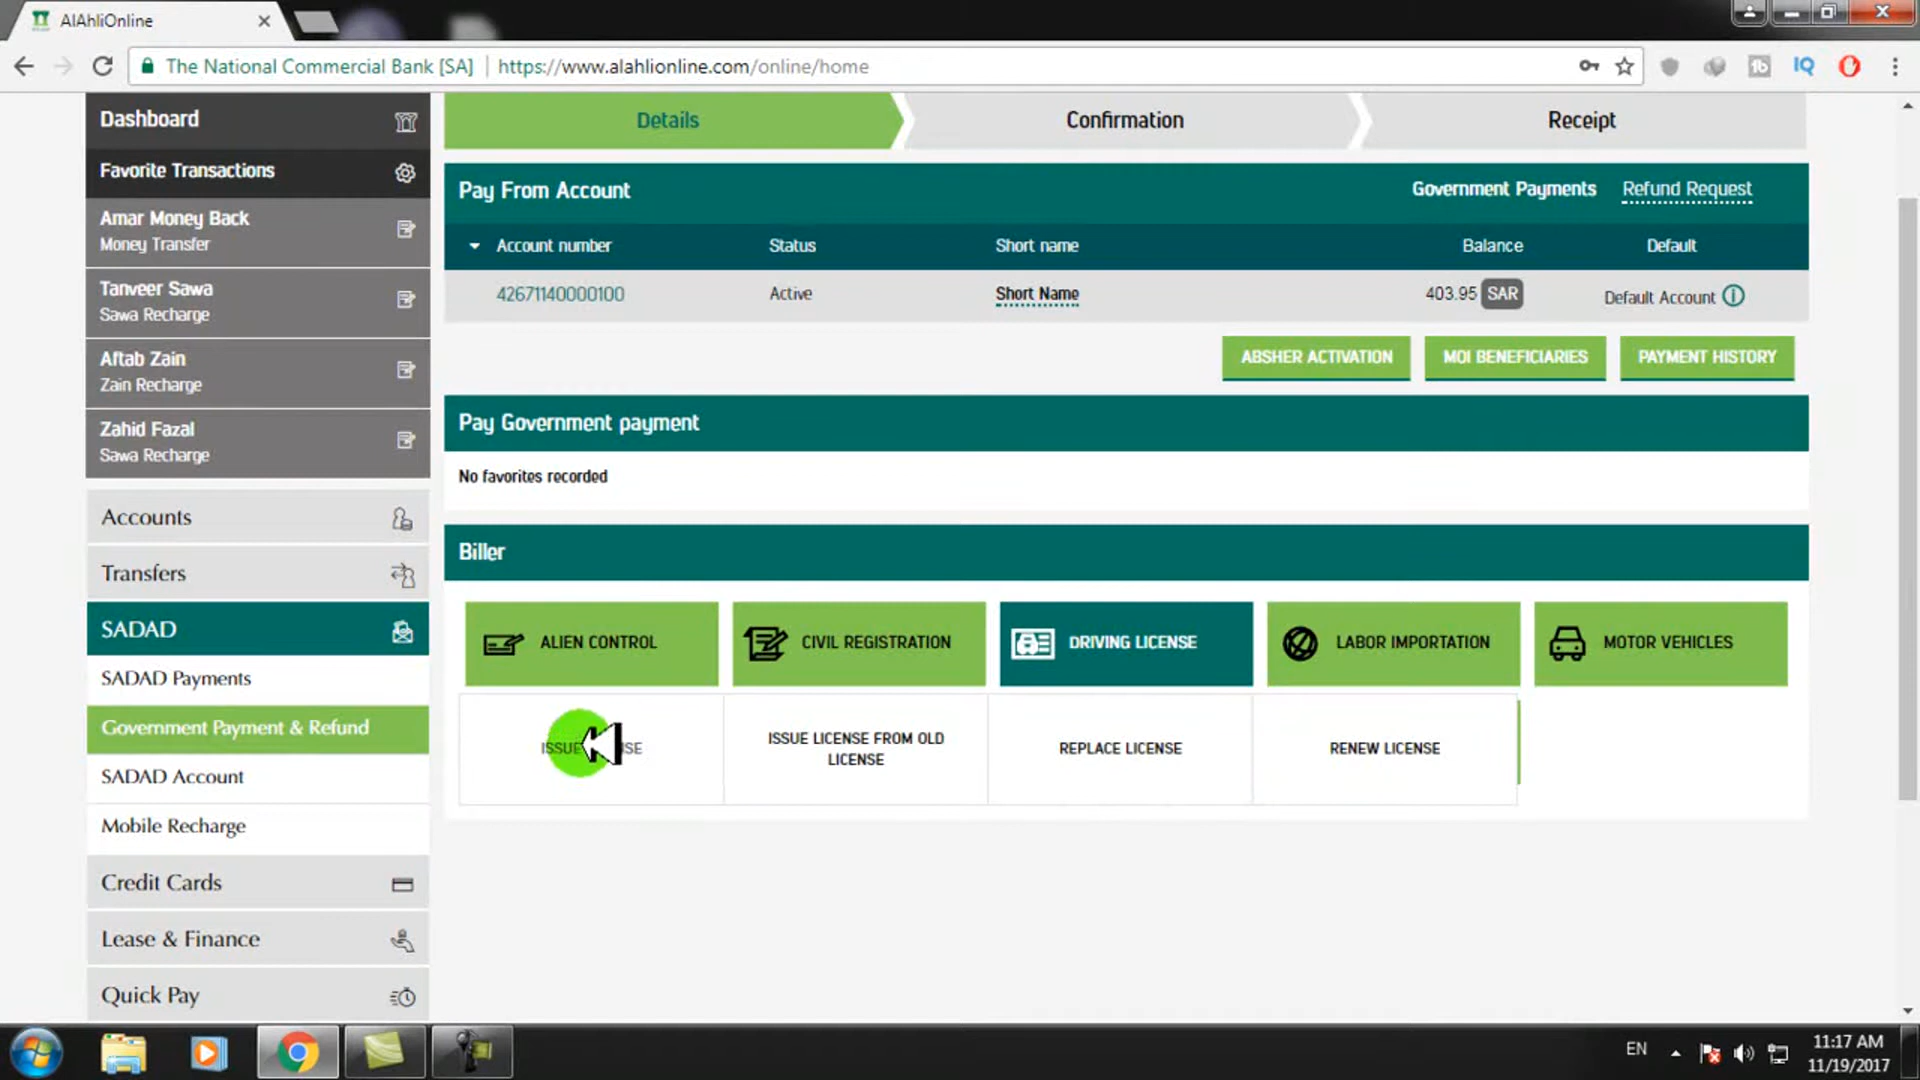 AlAhliOnline
The National Commercial Bank [SA] https://www.alahlionline.com/online/home
Dashboard
Favorite Transactions
Amar Money Back
Money Transfer
Tanveer Sawa
Sawa Recharge
Aftab Zain
Zain Recharge
Zahid Fazal
Sawa Recharge
Accounts
Transfers
SADAD
SADAD Payments
Government Payment & Refund
SADAD Account
Mobile Recharge
Credit Cards
Lease & Finance
Quick Pay
Details Confirmation Receipt
Pay From Account Government Payments Refund Request
Account number Status Short name Balance Default
42671140000100 Active Short Name 403.95 SAR Default Account
ABSHER ACTIVATION MOI BENEFICIARIES PAYMENT HISTORY
Pay Government payment
No favorites recorded
Biller
ALIEN CONTROL CIVIL REGISTRATION DRIVING LICENSE LABOR IMPORTATION MOTOR VEHICLES
ISSUE
ISSUE LICENSE FROM OLD
LICENSE
REPLACE LICENSE
RENEW LICENSE
EN
11:17 AM
11/19/2017